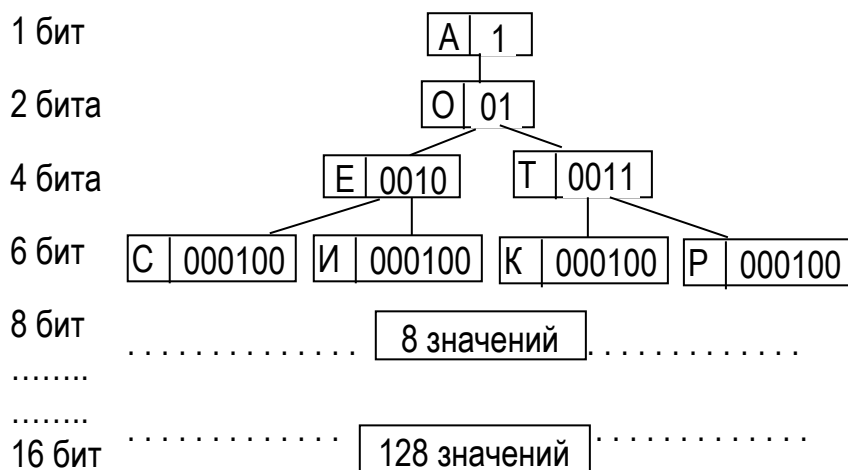 1 бит А 1
2 бита О 01
4 бита Е 0010 Т 0011
6 бит С 000100 И 000100 К 000100 Р 000100
8 бит . . . . . . . . . . . . . . 8 значений . . . . . . . . . . . . .
........
........
16 бит . . . . . . . . . . . . . 128 значений . . . . . . . . . . . . .